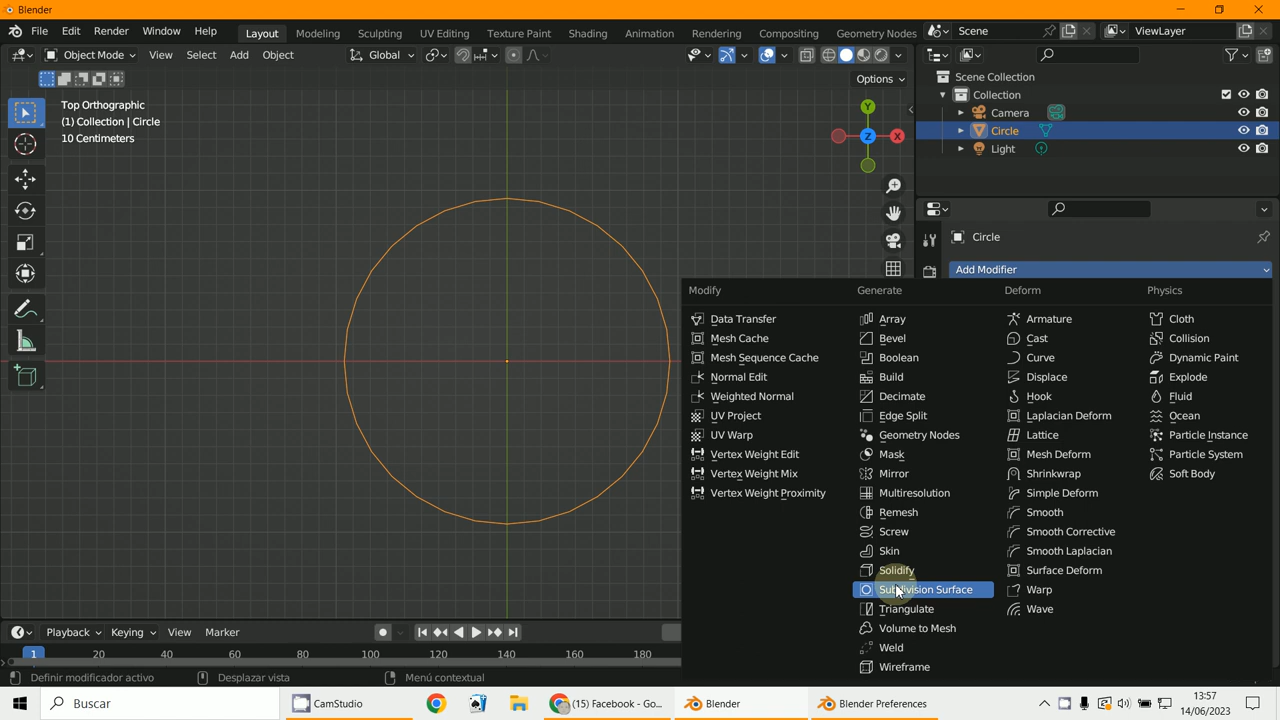 Blender
File Edit Render Window Help Layout Modeling Sculpting UV Editing Texture Paint Shading Animation Rendering Compositing Geometry Nodes Scene ViewLayer
Object Mode View Select Add Object Global
Options
Top Orthographic
(1) Collection | Circle
10 Centimeters
Y
X
Z
Scene Collection
Collection
Camera
Circle
Light
Circle
Add Modifier
Modify Generate Deform Physics
Data Transfer Array Armature Cloth
Mesh Cache Bevel Cast Collision
Mesh Sequence Cache Boolean Curve Dynamic Paint
Normal Edit Build Displace Explode
Weighted Normal Decimate Hook Fluid
UV Project Edge Split Laplacian Deform Ocean
UV Warp Geometry Nodes Lattice Particle Instance
Vertex Weight Edit Mask Mesh Deform Particle System
Vertex Weight Mix Mirror Shrinkwrap Soft Body
Vertex Weight Proximity Multiresolution Simple Deform
Remesh Smooth
Screw Smooth Corrective
Skin Smooth Laplacian
Solidify Surface Deform
Subdivision Surface Warp
Triangulate Wave
Volume to Mesh
Weld
Wireframe
Playback Keying View Marker
1 20 40 60 80 100 120 140 160 180
Definir modificador activo Desplazar vista Menú contextual
Buscar CamStudio (15) Facebook - Go... Blender Blender Preferences
13:57
14/06/2023